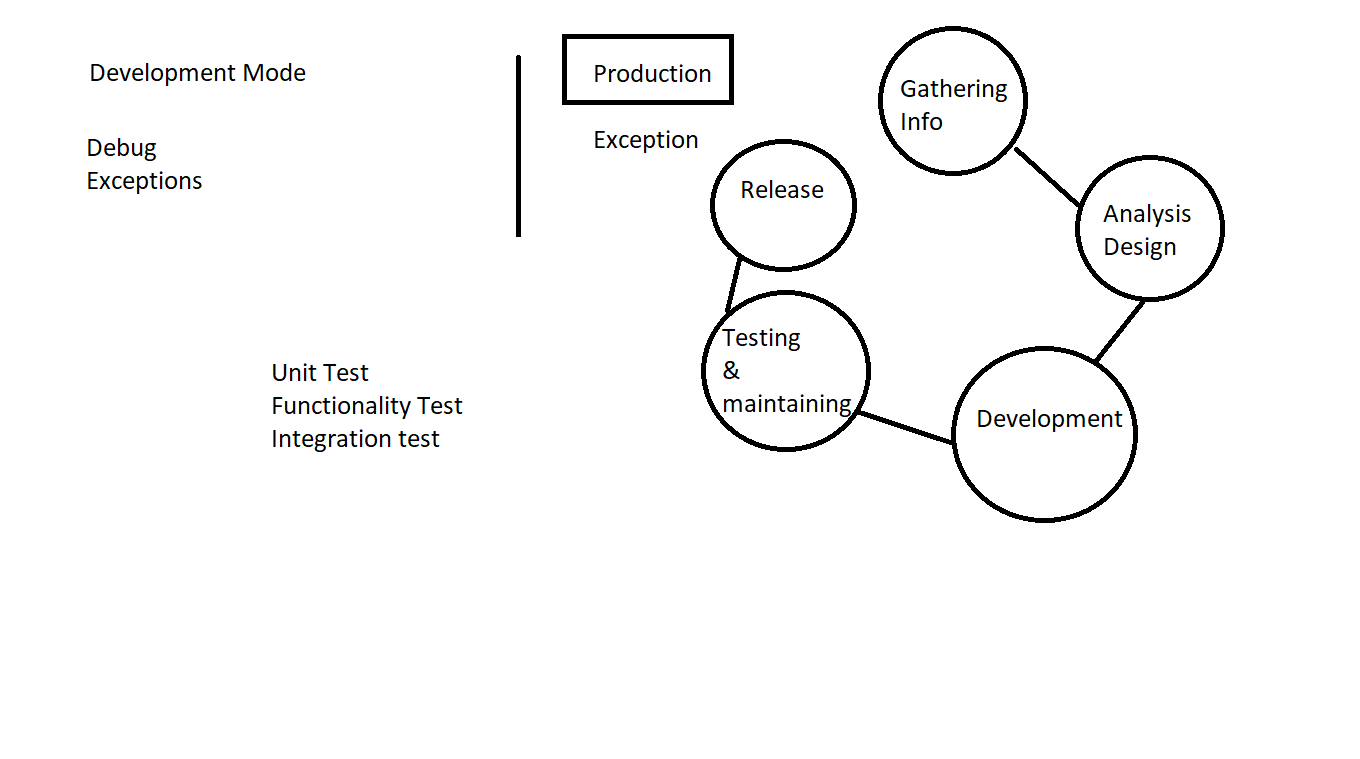 Development Mode
Debug
Exceptions
Production
Exception
Gathering
Info
Analysis
Design
Release
Testing
&
maintaining
Development
Unit Test
Functionality Test
Integration test